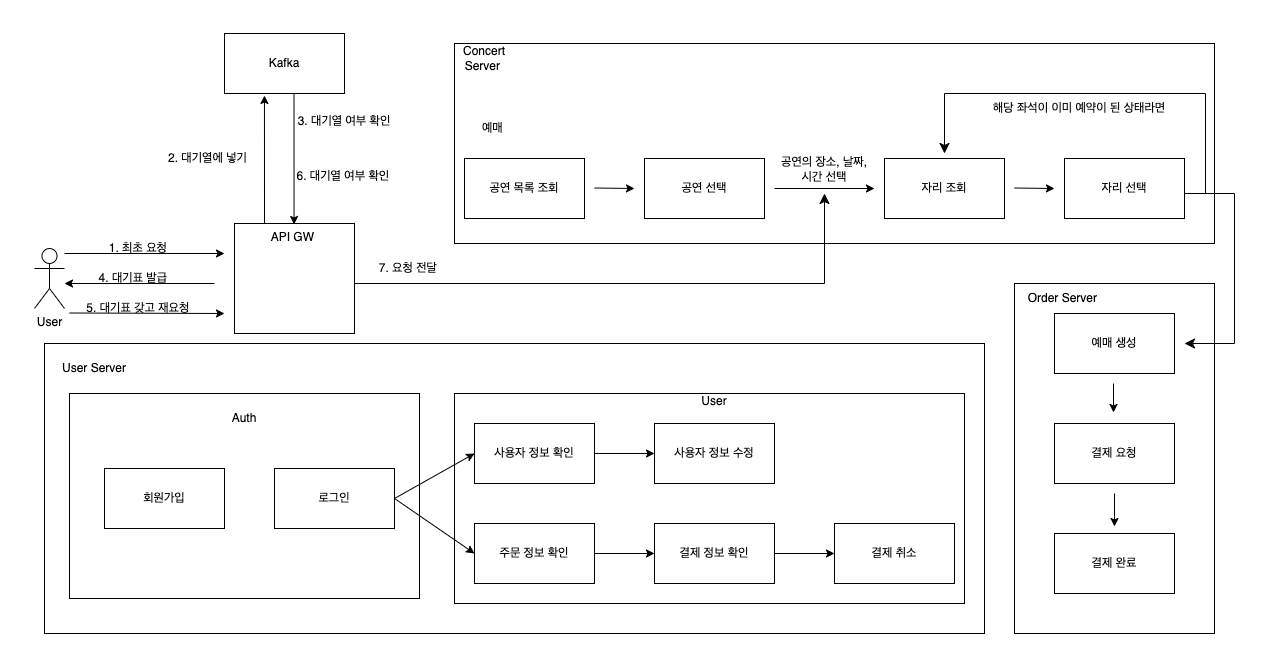 Kafka
3. 대기열 여부 확인
2. 대기열에 넣기
6. 대기열 여부 확인
API GW
1. 최초 요청
4. 대기표 발급
5. 대기표 갖고 재요청
User
7. 요청 전달
Concert
Server
예매
해당 좌석이 이미 예약이 된 상태라면
공연 목록 조회
공연 선택
공연의 장소, 날짜,
시간 선택
자리 조회
자리 선택
Order Server
예매 생성
결제 요청
결제 완료
User Server
Auth
회원가입
로그인
User
사용자 정보 확인
사용자 정보 수정
주문 정보 확인
결제 정보 확인
결제 취소